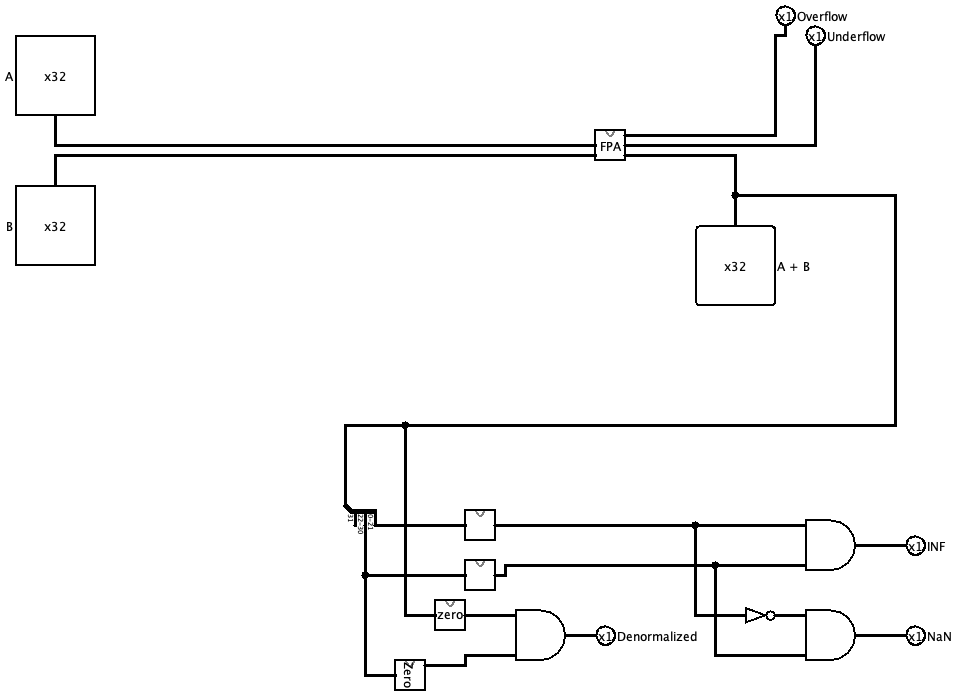 x1 Overflow
x1 Underflow
A x32
FPA
B x32
x32 A + B
31
22-30
0-21
x1 INF
zero
x1 Denormalized
x1 NaN
Zero